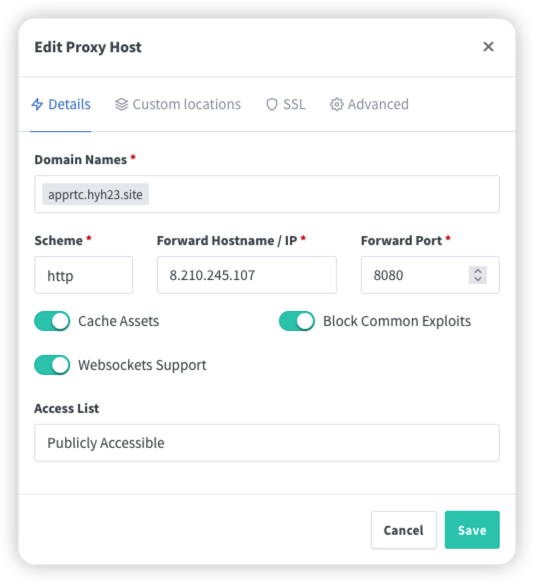 Edit Proxy Host
Details Custom locations SSL Advanced
Domain Names *
apprtc.hyh23.site
Scheme * Forward Hostname / IP * Forward Port *
http 8.210.245.107 8080
Cache Assets Block Common Exploits
Websockets Support
Access List
Publicly Accessible
Cancel Save